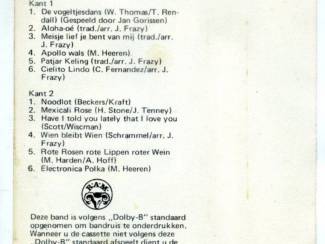 Kant 1
1. De vogeltjesdans (W. Thomas/T. Ren-
dall) (Gespeeld door Jan Gorissen)
2. Aloha-oé (trad./arr. J. Frazy)
3. Meisje lief je bent van mij (trad./arr.
J. Frazy)
4. Apollo wals (M. Heeren)
5. Patjar Keling (trad./arr. J. Frazy)
6. Cielito Lindo (C. Fernandez/arr. J.
Frazy)
Kant 2
1. Noodlot (Beckers/Kraft)
2. Mexicali Rose (H. Stone/J. Tenney)
3. Have I told you lately that I love you
(Scott/Wiscman)
4. Wien bleibt Wien (Schrammel/arr. J.
Frazy)
5. Rote Rosen rote Lippen roter Wein
(M. Harden/A. Hoff)
6. Electronica Polka (M. Heeren)
Deze band is volgens „Dolby-B" standaard
opgenomen om bandruis te onderdrukken.
Wanneer u de cassette niet volgens deze
„Dolby-B" standaard afspeelt dient u de